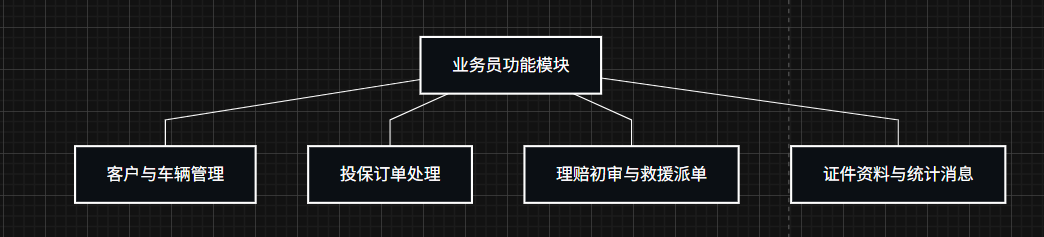 业务员功能模块
客户与车辆管理
投保订单处理
理赔初审与救援派单
证件资料与统计消息